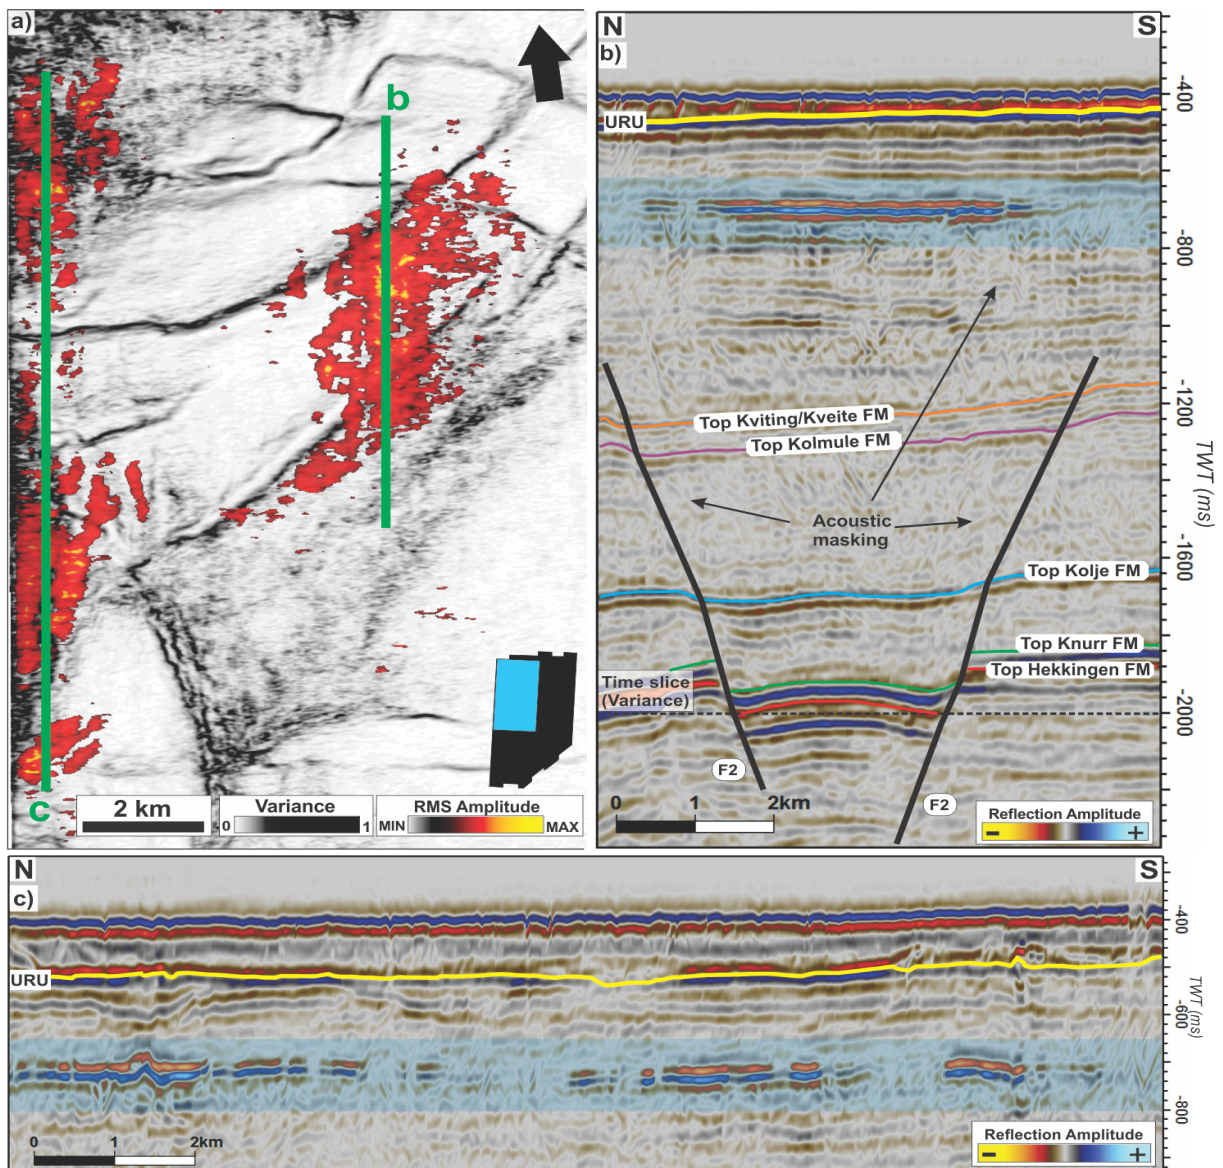 a)
b
c
2 km
Variance
0 1
RMS Amplitude
MIN MAX
N S
b)
URU
-400
-800
-1200
-1600
-2000
TWT (ms)
Top Kviting/Kveite FM
Top Kolmule FM
Acoustic
masking
Top Kolje FM
Top Knurr FM
Top Hekkingen FM
Time slice
(Variance)
F2
F2
0 1 2km
Reflection Amplitude
- +
N S
c)
URU
-400
-600
-800
TWT (ms)
0 1 2km
Reflection Amplitude
- +